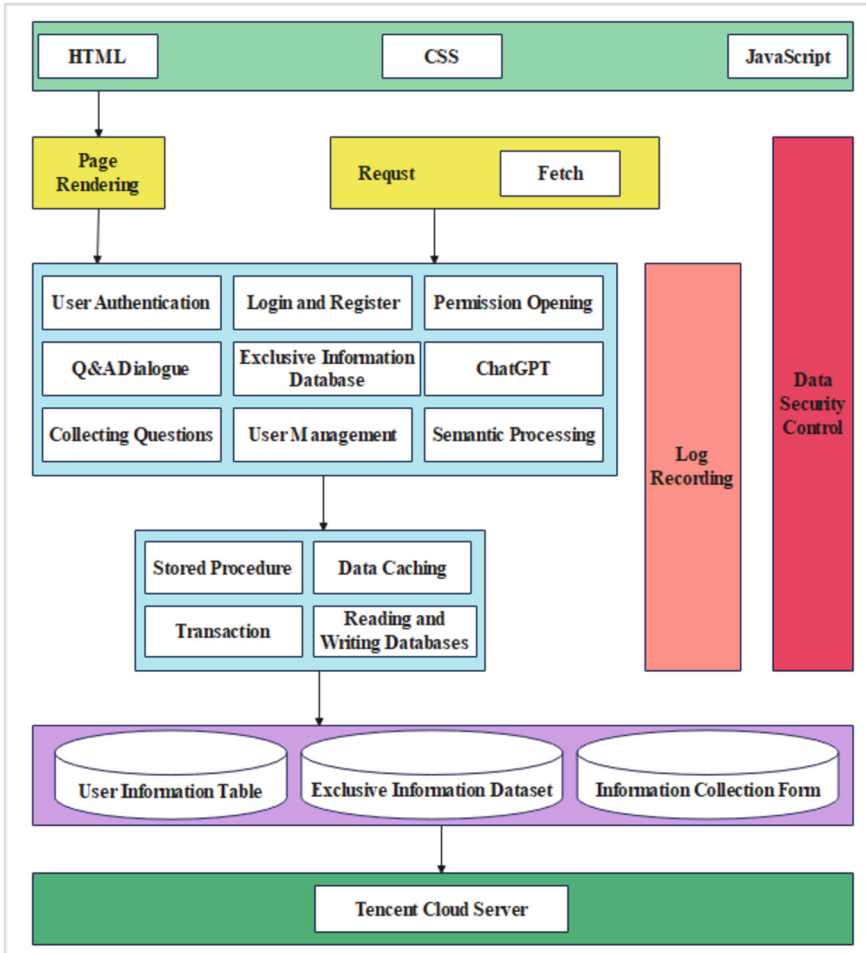 HTML
CSS
JavaScript
Page
Rendering
Requst
Fetch
User Authentication
Login and Register
Permission Opening
Q&A Dialogue
Exclusive Information
Database
ChatGPT
Collecting Questions
User Management
Semantic Processing
Log
Recording
Data
Security
Control
Stored Procedure
Data Caching
Transaction
Reading and
Writing Databases
User Information Table
Exclusive Information Dataset
Information Collection Form
Tencent Cloud Server